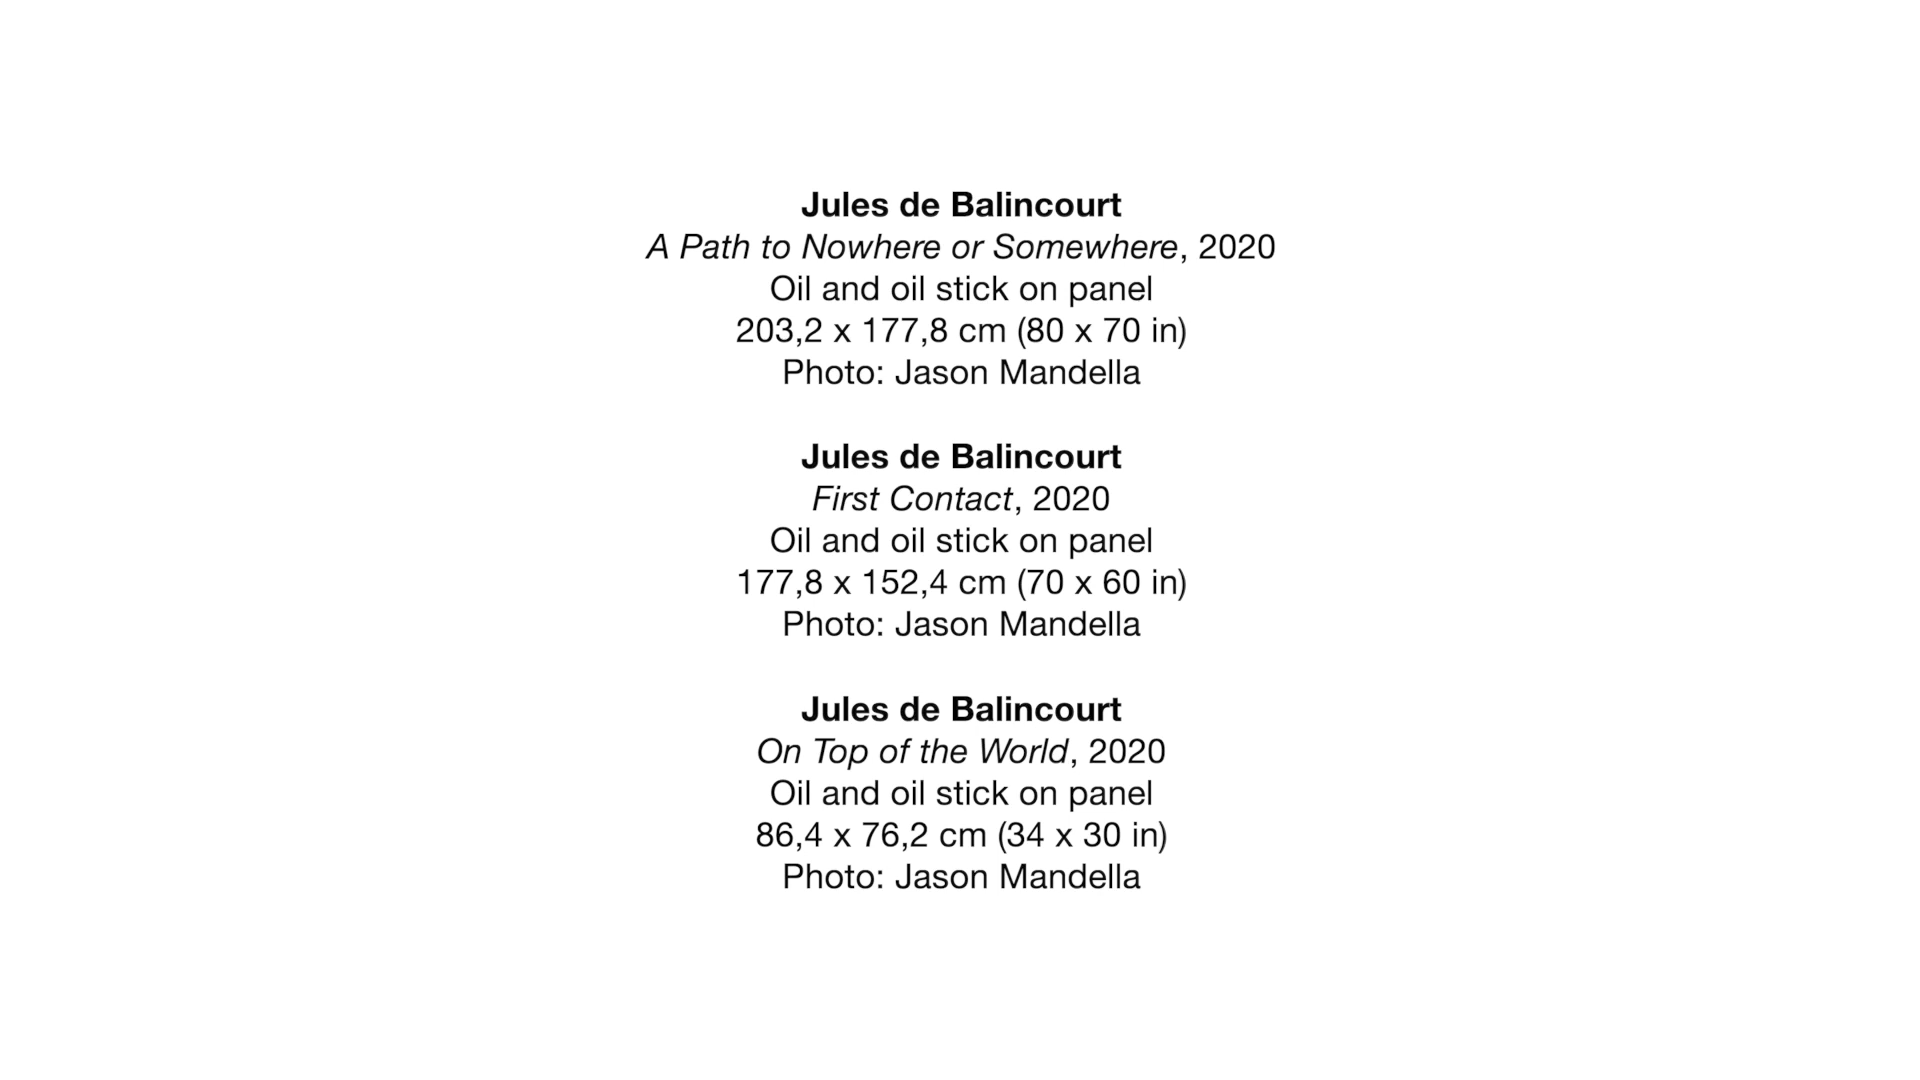 Jules de Balincourt
A Path to Nowhere or Somewhere, 2020
Oil and oil stick on panel
203,2 x 177,8 cm (80 x 70 in)
Photo: Jason Mandella
Jules de Balincourt
First Contact, 2020
Oil and oil stick on panel
177,8 x 152,4 cm (70 x 60 in)
Photo: Jason Mandella
Jules de Balincourt
On Top of the World, 2020
Oil and oil stick on panel
86,4 x 76,2 cm (34 x 30 in)
Photo: Jason Mandella